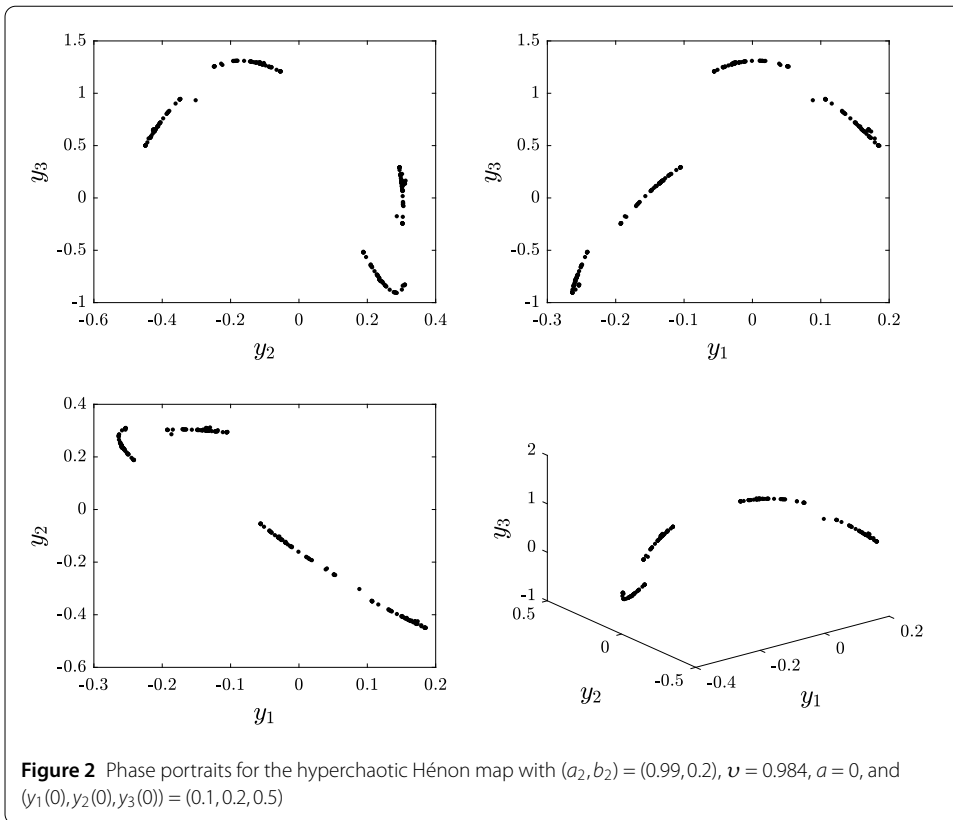 1.5
1
0.5
0
-0.5
-1
y₃
-0.6 -0.4 -0.2 0 0.2 0.4
y₂
1.5
1
0.5
0
-0.5
-1
y₃
-0.3 -0.2 -0.1 0 0.1 0.2
y₁
0.4
0.2
0
-0.2
-0.4
-0.6
y₂
-0.3 -0.2 -0.1 0 0.1 0.2
y₁
2
1
0
-1
y₃
0.5
0
-0.5
y₂
-0.4
-0.2
0
0.2
y₁
Figure 2 Phase portraits for the hyperchaotic Hénon map with (a₂, b₂) = (0.99, 0.2), υ = 0.984, a = 0, and
(y₁(0), y₂(0), y₃(0)) = (0.1, 0.2, 0.5)